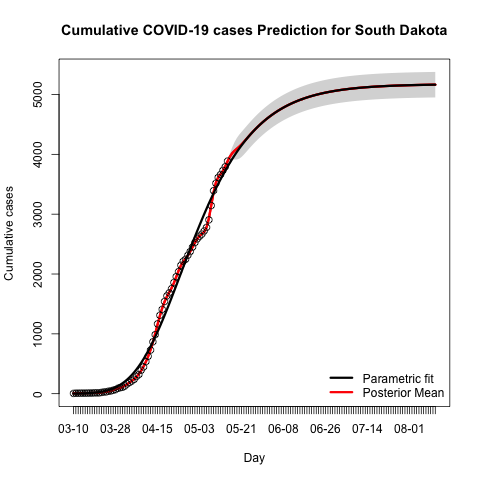 Cumulative COVID-19 cases Prediction for South Dakota
Cumulative cases
5000
4000
3000
2000
1000
0
Parametric fit
Posterior Mean
03-10 03-28 04-15 05-03 05-21 06-08 06-26 07-14 08-01
Day